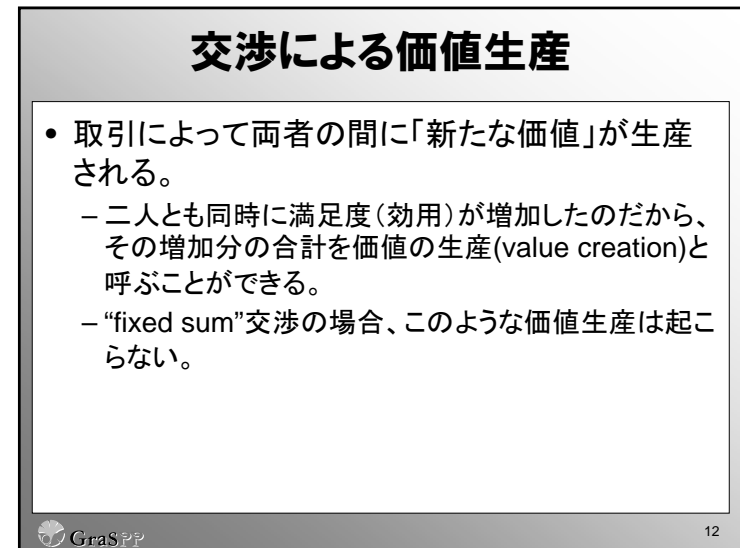 交渉による価値生産
• 取引によって両者の間に「新たな価値」が生産
される。
– 二人とも同時に満足度（効用）が増加したのだから、
その増加分の合計を価値の生産(value creation)と
呼ぶことができる。
– “fixed sum”交渉の場合、このような価値生産は起こ
らない。
GraSPP
12